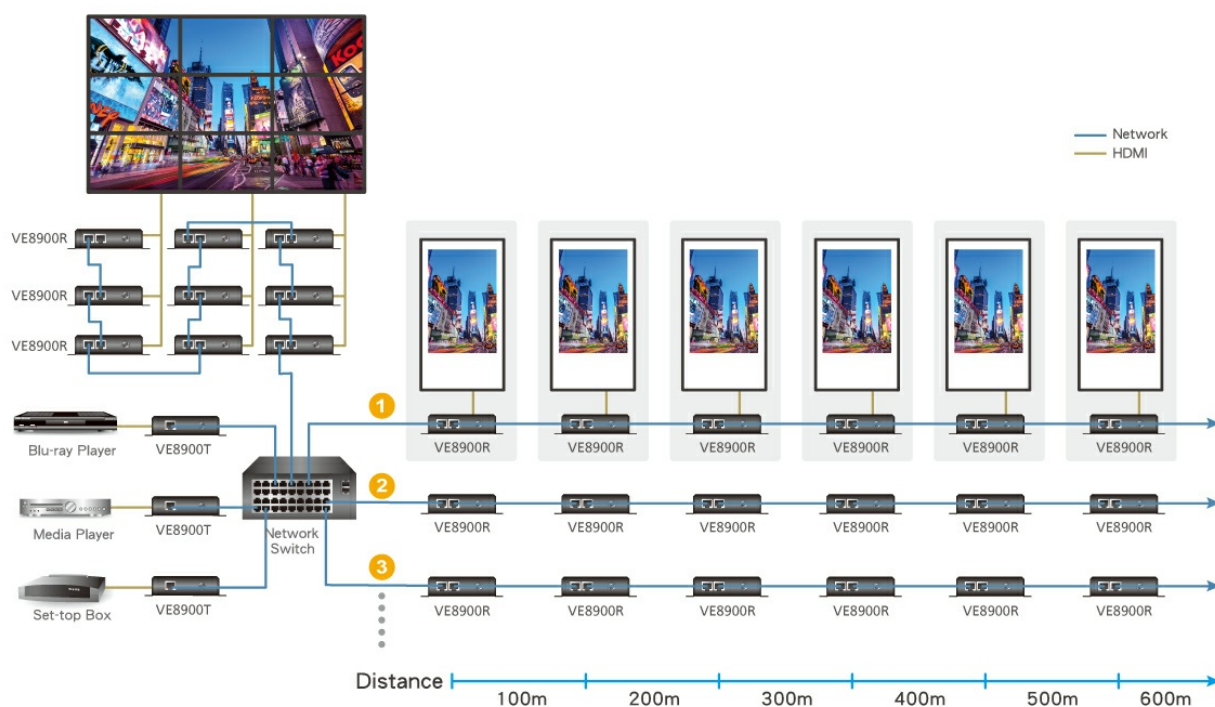 Network
HDMI
VE8900R
VE8900R
VE8900R
1
VE8900R VE8900R VE8900R VE8900R VE8900R VE8900R
Blu-ray Player
VE8900T
2
VE8900R VE8900R VE8900R VE8900R VE8900R VE8900R
Media Player
VE8900T
Network
Switch
3
VE8900R VE8900R VE8900R VE8900R VE8900R VE8900R
Set-top Box
VE8900T
Distance
100m 200m 300m 400m 500m 600m